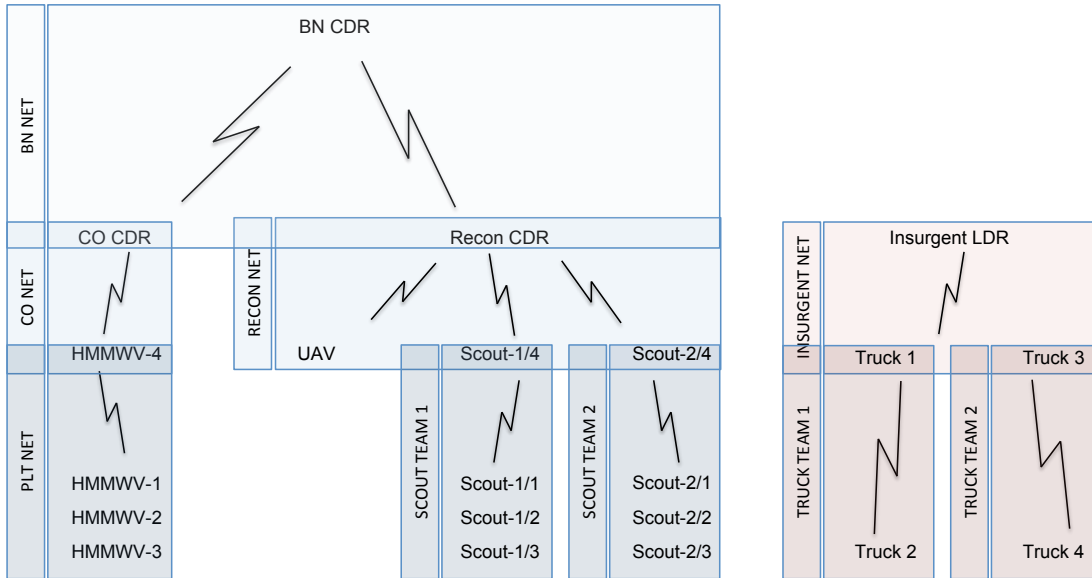 BN CDR
BN NET
CO CDR
Recon CDR
CO NET
RECON NET
HMMWV-4
UAV
Scout-1/4
Scout-2/4
PLT NET
HMMWV-1
HMMWV-2
HMMWV-3
SCOUT TEAM 1
Scout-1/1
Scout-1/2
Scout-1/3
SCOUT TEAM 2
Scout-2/1
Scout-2/2
Scout-2/3
Insurgent LDR
INSURGENT NET
Truck 1
Truck 3
TRUCK TEAM 1
Truck 2
TRUCK TEAM 2
Truck 4